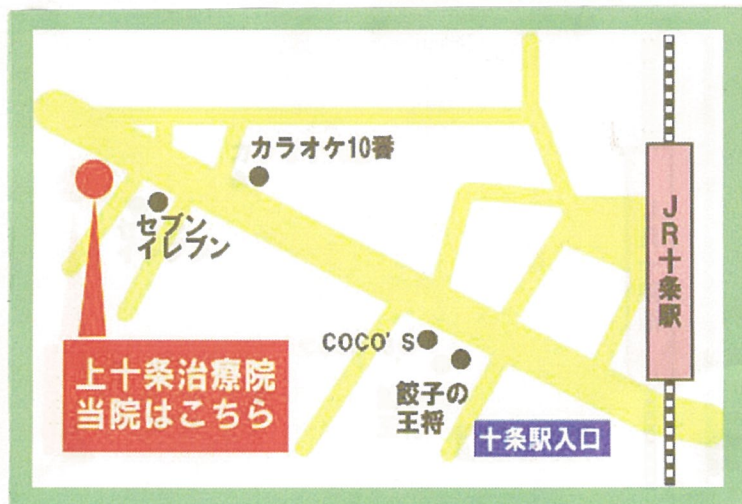 カラオケ10番
セブン
イレブン
JR十条駅
COCO'S
餃子の
王将
上十条治療院
当院はこちら
十条駅入口